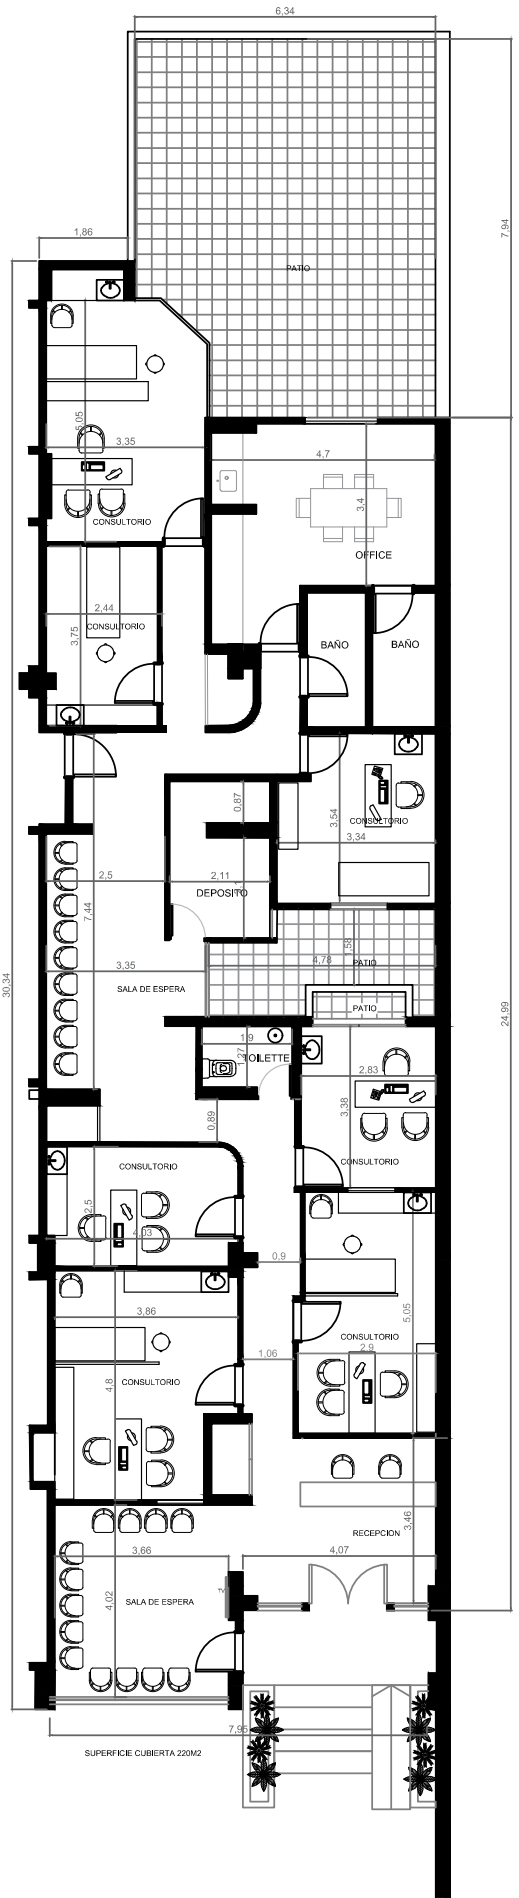 6,34
1,86
7,94
PATIO
5,05
3,35
4,7
3,4
CONSULTORIO
OFFICE
2,44
3,75
CONSULTORIO
BAÑO
BAÑO
0,87
3,54
CONSULTORIO
3,34
2,5
2,11
DEPOSITO
7,44
3,35
4,78
1,58
PATIO
30,34
SALA DE ESPERA
24,99
PATIO
1,9
1,27
TOILETTE
2,83
3,38
0,89
CONSULTORIO
CONSULTORIO
2,5
4,03
0,9
3,86
5,05
CONSULTORIO
1,06
2,9
4,8
CONSULTORIO
3,46
RECEPCION
3,66
4,07
4,02
SALA DE ESPERA
7,95
SUPERFICIE CUBIERTA 220M2